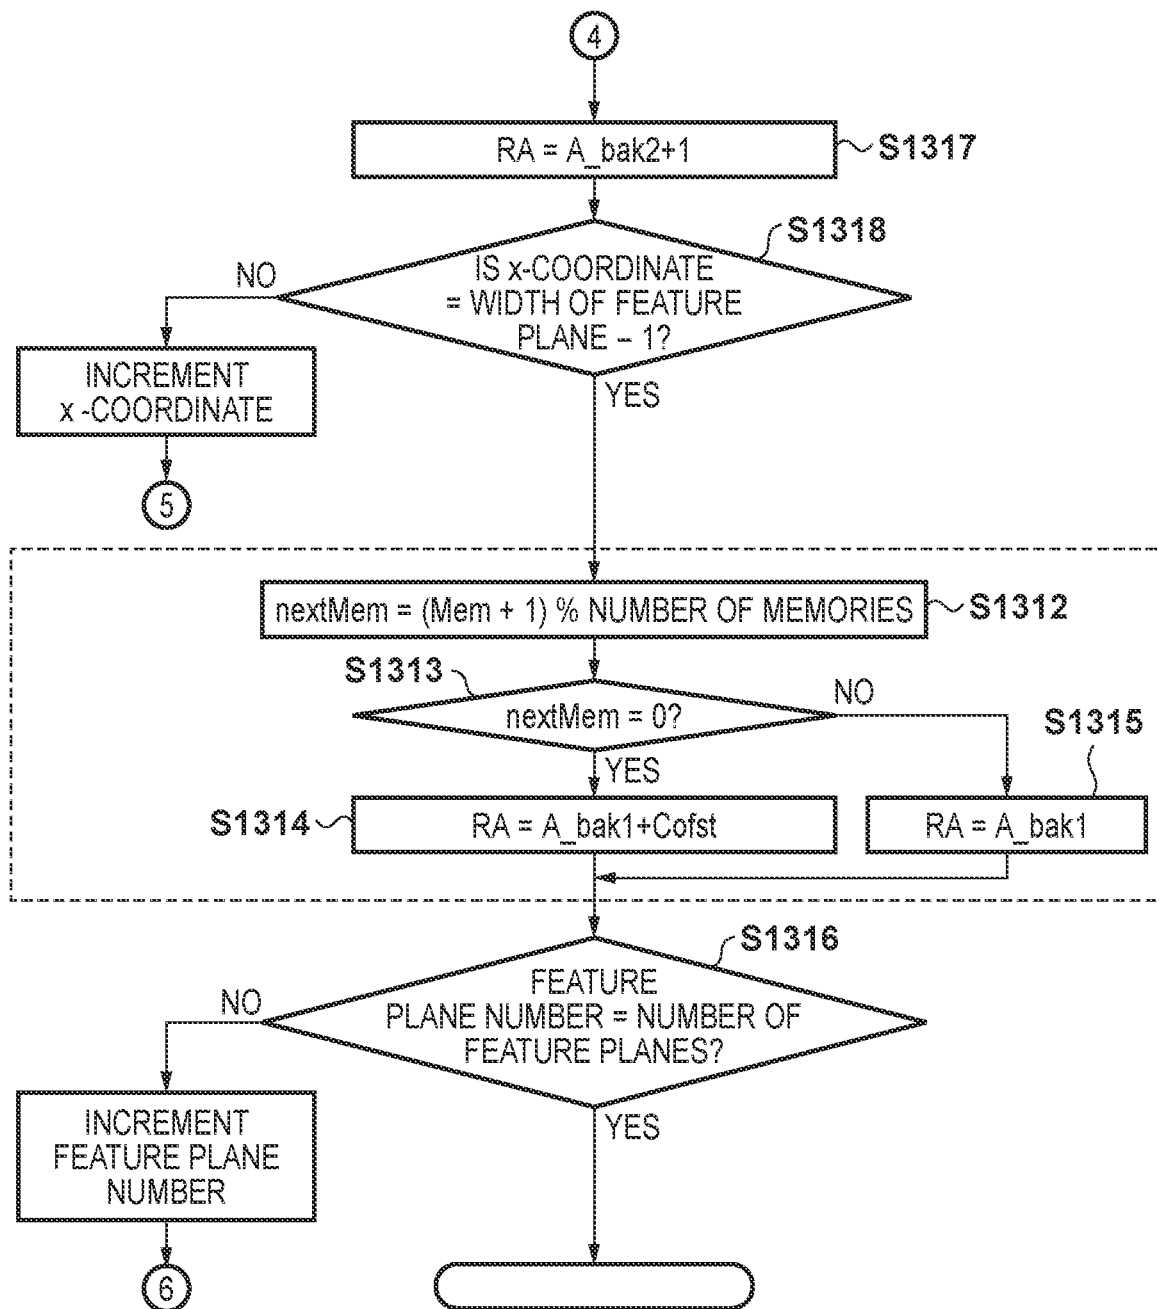 4
RA = A_bak2+1
S1317
S1318
IS x-COORDINATE
= WIDTH OF FEATURE
PLANE – 1?
NO
YES
INCREMENT
x -COORDINATE
5
nextMem = (Mem + 1) % NUMBER OF MEMORIES
S1312
S1313
nextMem = 0?
NO
YES
S1315
S1314
RA = A_bak1+Cofst
RA = A_bak1
S1316
FEATURE
PLANE NUMBER = NUMBER OF
FEATURE PLANES?
NO
YES
INCREMENT
FEATURE PLANE
NUMBER
6